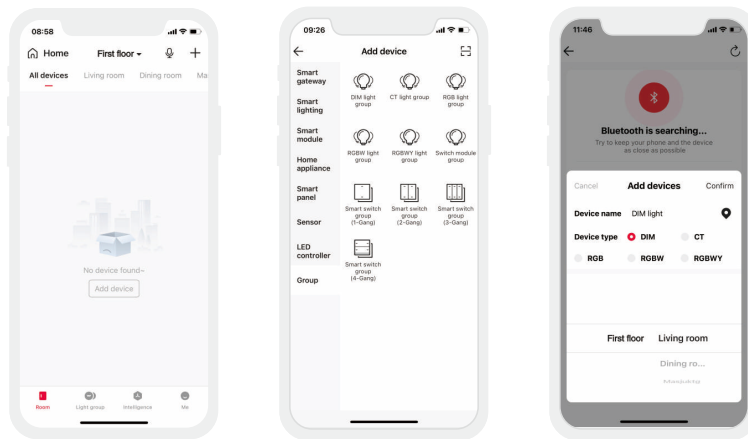 08:58
Home
First floor
All devices Living room Dining room Ma
No device found~
Add device
Room Light group Intelligence Me
09:26
Add device
Smart
gateway
Smart
lighting
Smart
module
Home
appliance
Smart
panel
Sensor
LED
controller
Group
DIM light
group
CT light group
RGB light
group
RGBW light
group
RGBWY light
group
Switch module
group
Smart switch
group
(1-Gang)
Smart switch
group
(2-Gang)
Smart switch
group
(3-Gang)
Smart switch
group
(4-Gang)
11:46
Bluetooth is searching...
Try to keep your phone and the device
as close as possible
Cancel Add devices Confirm
Device name DIM light
Device type DIM CT
RGB RGBW RGBWY
First floor Living room
Dining ro...